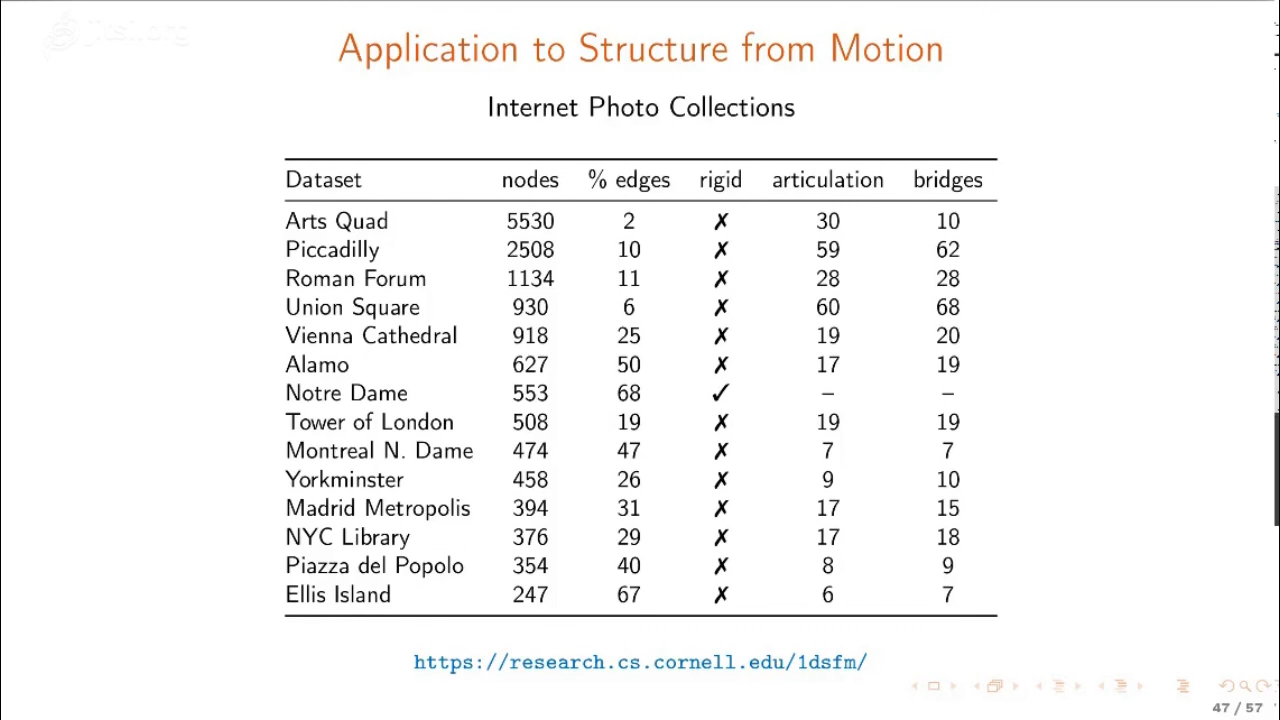 Application to Structure from Motion
Internet Photo Collections
Dataset nodes % edges rigid articulation bridges
Arts Quad 5530 2 ✗ 30 10
Piccadilly 2508 10 ✗ 59 62
Roman Forum 1134 11 ✗ 28 28
Union Square 930 6 ✗ 60 68
Vienna Cathedral 918 25 ✗ 19 20
Alamo 627 50 ✗ 17 19
Notre Dame 553 68 ✓ – –
Tower of London 508 19 ✗ 19 19
Montreal N. Dame 474 47 ✗ 7 7
Yorkminster 458 26 ✗ 9 10
Madrid Metropolis 394 31 ✗ 17 15
NYC Library 376 29 ✗ 17 18
Piazza del Popolo 354 40 ✗ 8 9
Ellis Island 247 67 ✗ 6 7
https://research.cs.cornell.edu/1dsfm/
47 / 57